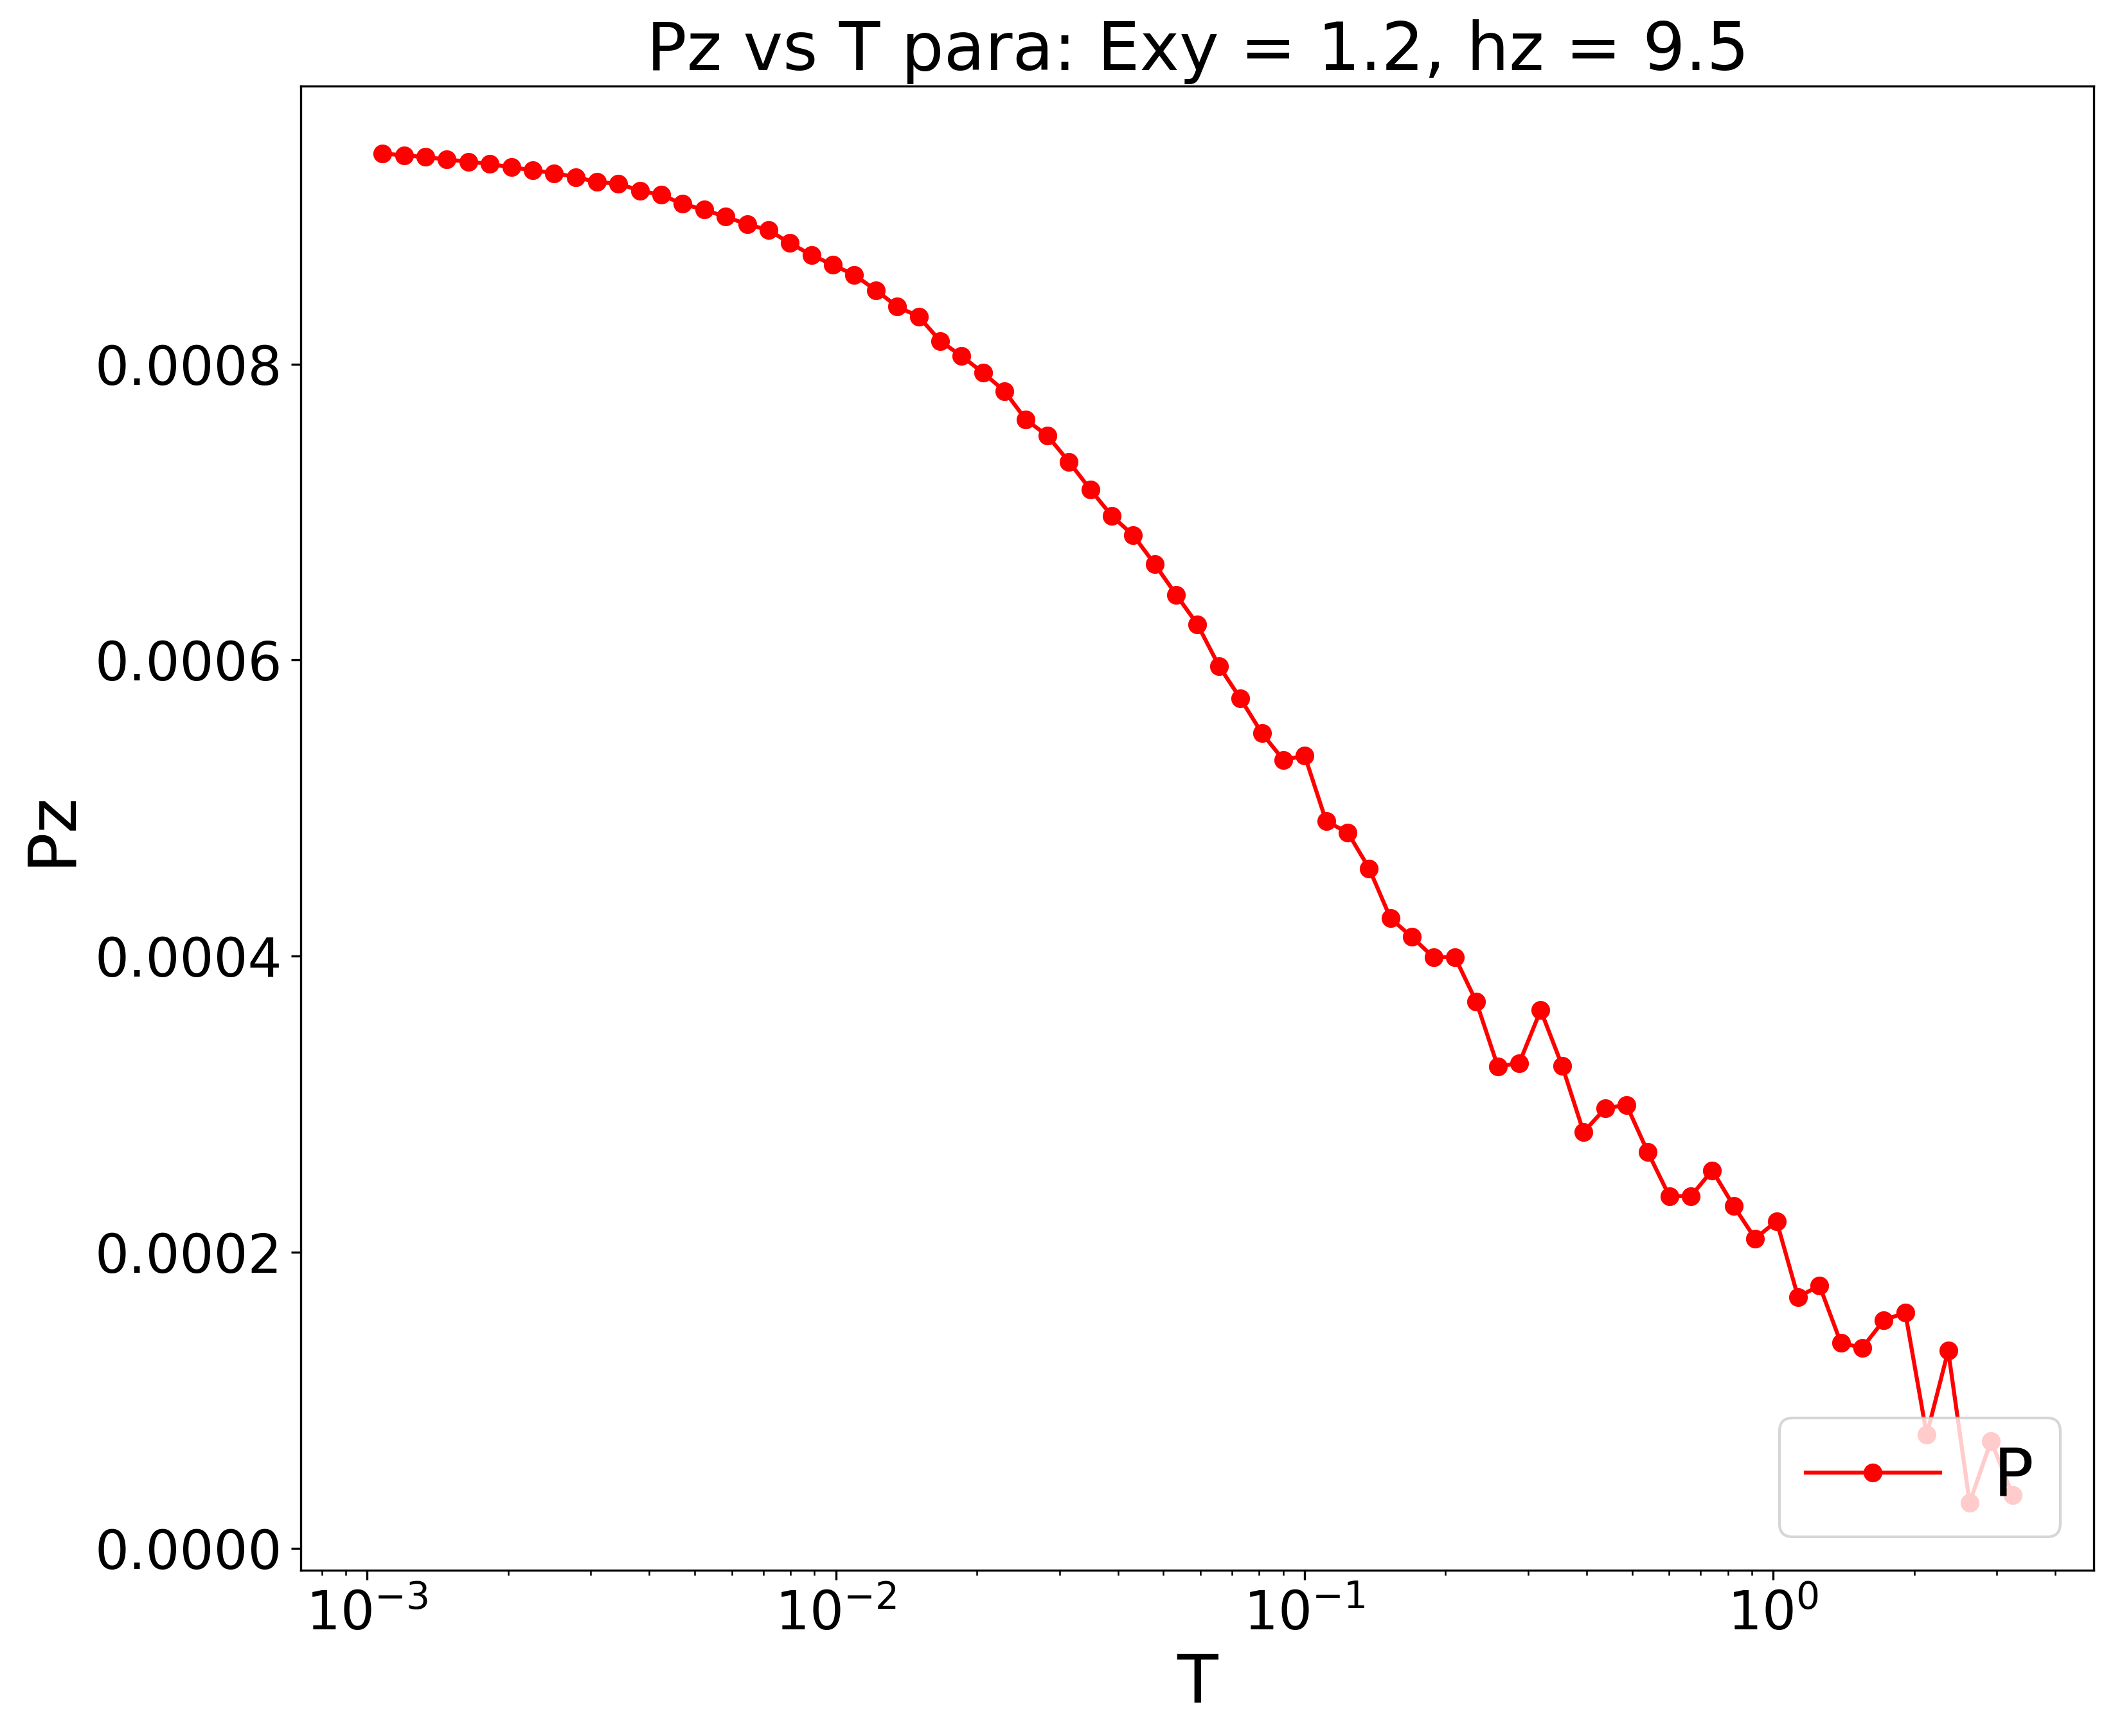 Pz vs T para: Exy = 1.2, hz = 9.5
Pz
0.0008
0.0006
0.0004
0.0002
0.0000
P
10⁻³ 10⁻² 10⁻¹ 10⁰
T